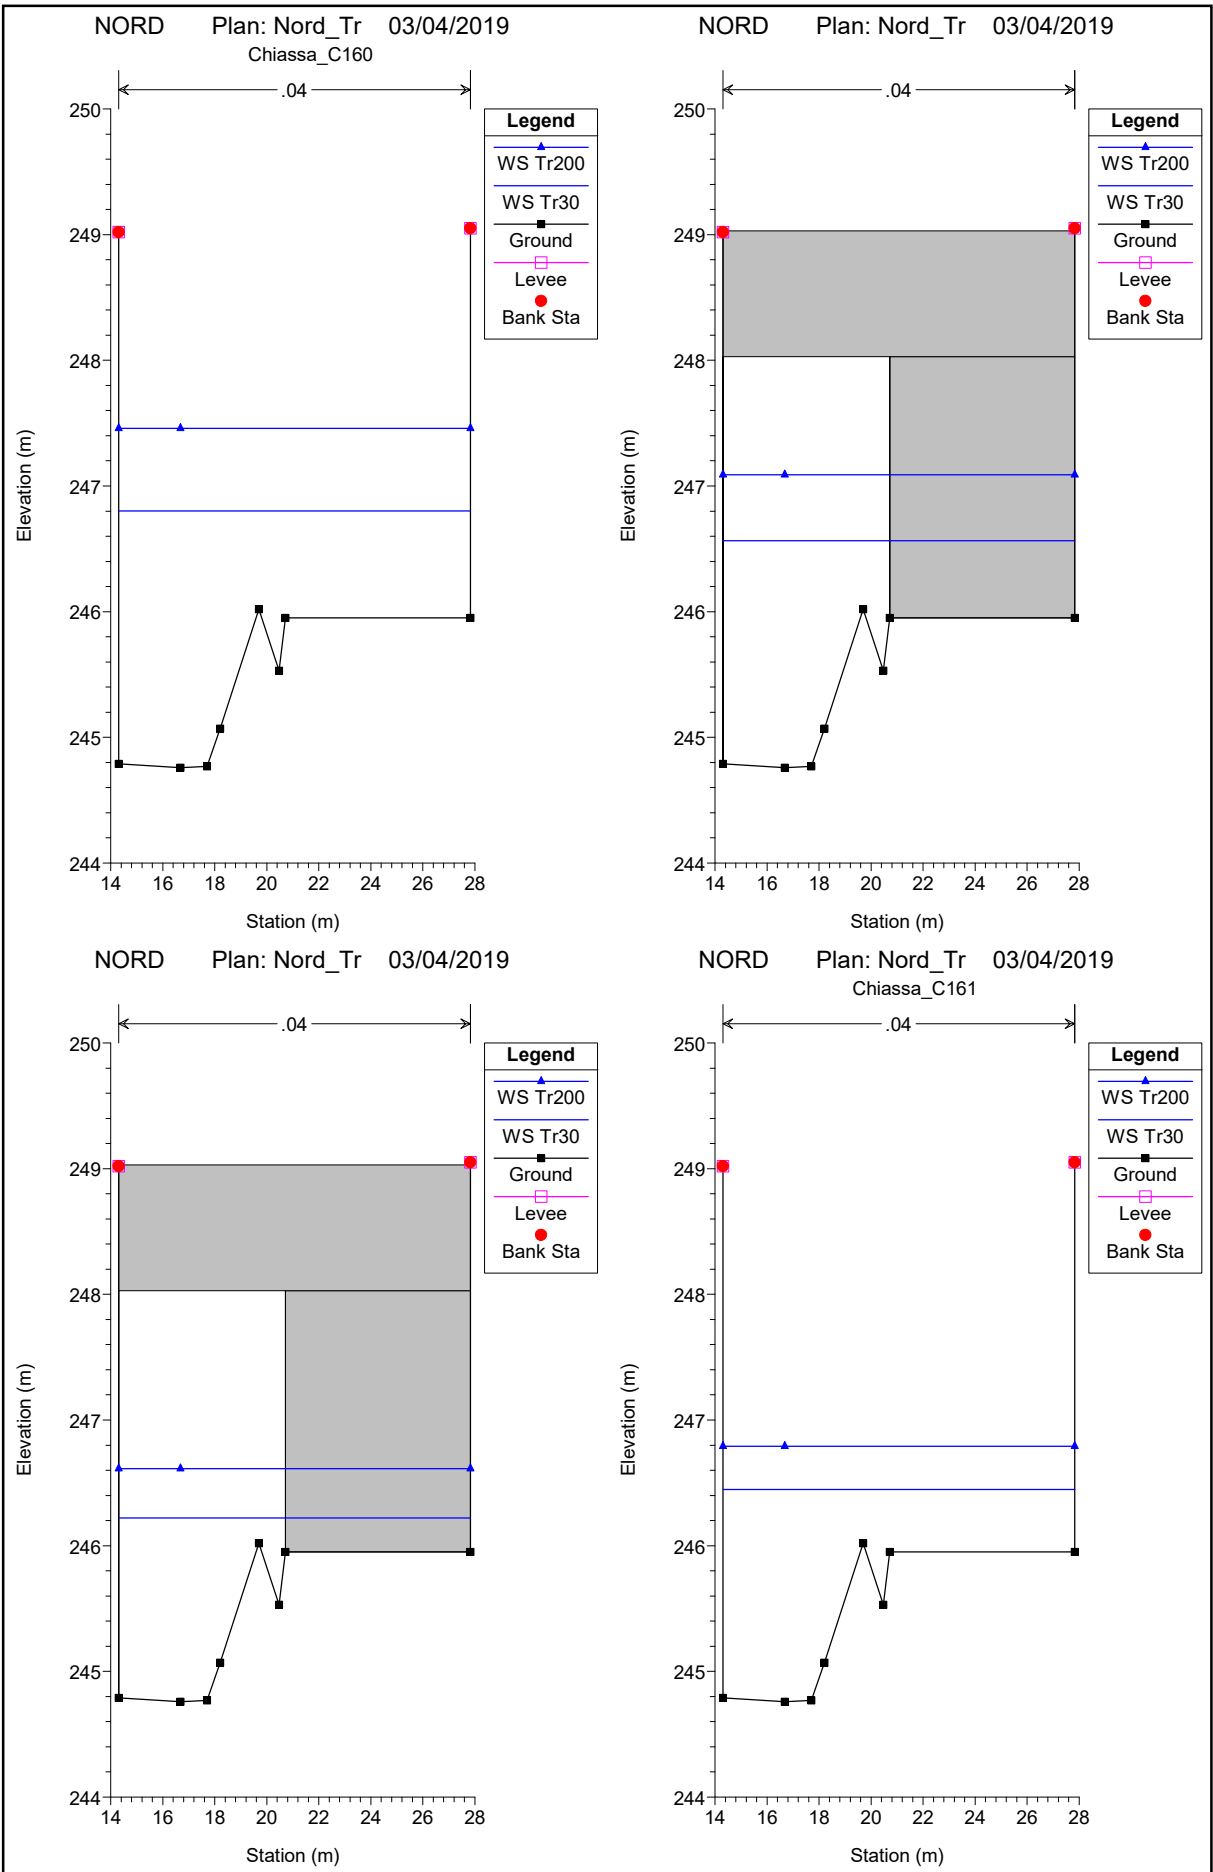 NORD Plan: Nord_Tr 03/04/2019
Chiassa_C160
.04
250
249
248
247
246
245
244
14 16 18 20 22 24 26 28
Elevation (m)
Station (m)
Legend
WS Tr200
WS Tr30
Ground
Levee
Bank Sta
NORD Plan: Nord_Tr 03/04/2019
.04
250
249
248
247
246
245
244
14 16 18 20 22 24 26 28
Elevation (m)
Station (m)
Legend
WS Tr200
WS Tr30
Ground
Levee
Bank Sta
NORD Plan: Nord_Tr 03/04/2019
.04
250
249
248
247
246
245
244
14 16 18 20 22 24 26 28
Elevation (m)
Station (m)
Legend
WS Tr200
WS Tr30
Ground
Levee
Bank Sta
NORD Plan: Nord_Tr 03/04/2019
Chiassa_C161
.04
250
249
248
247
246
245
244
14 16 18 20 22 24 26 28
Elevation (m)
Station (m)
Legend
WS Tr200
WS Tr30
Ground
Levee
Bank Sta